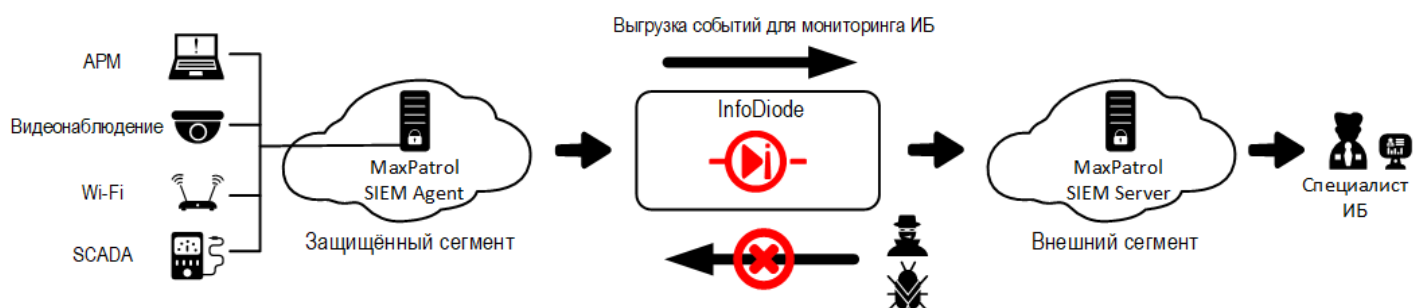 Выгрузка событий для мониторинга ИБ
АРМ
Видеонаблюдение
Wi-Fi
SCADA
MaxPatrol
SIEM Agent
Защищённый сегмент
InfoDiode
MaxPatrol
SIEM Server
Внешний сегмент
Специалист
ИБ